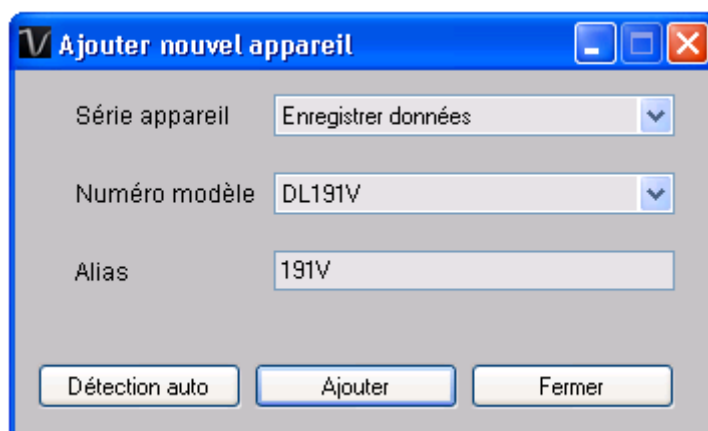 Ajouter nouvel appareil
Série appareil Enregistrer données
Numéro modèle DL191V
Alias 191V
Détection auto Ajouter Fermer